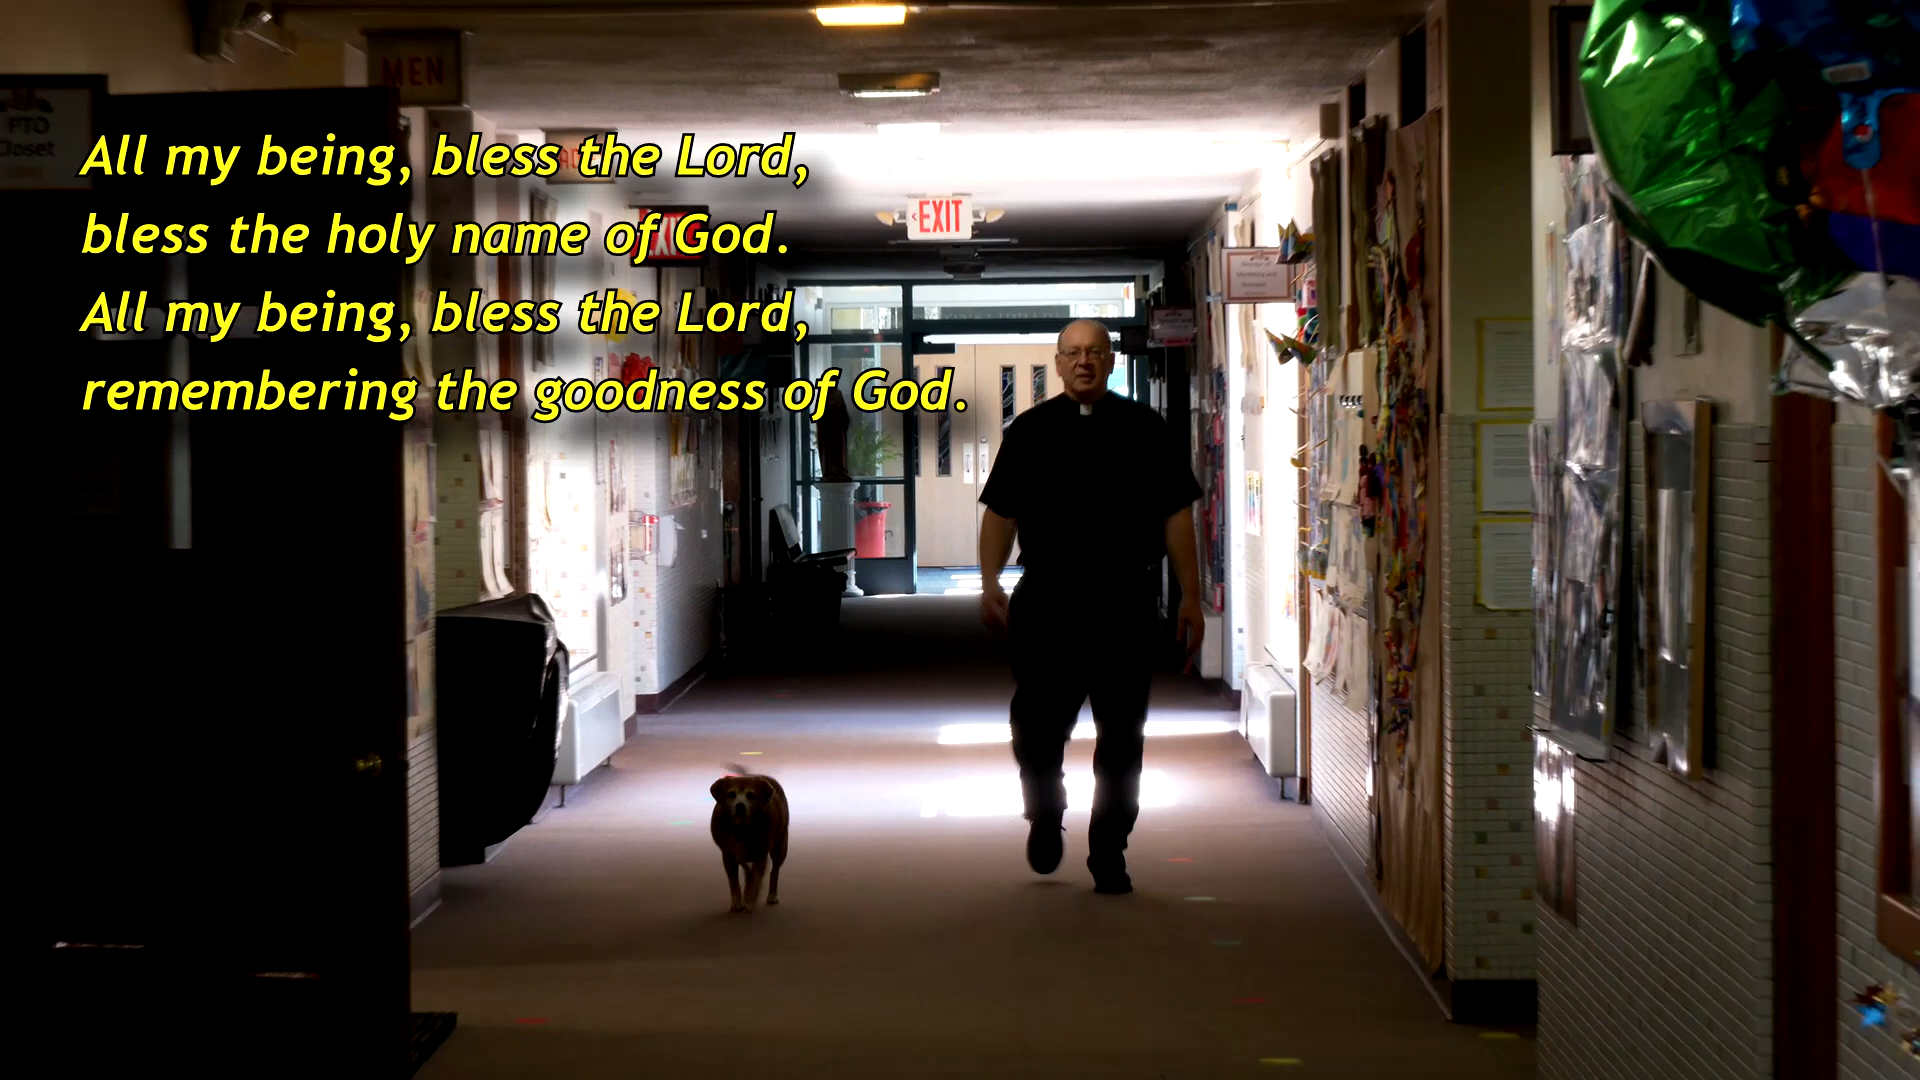 MEN
PTO
Closet
All my being, bless the Lord,
bless the holy name of God.
All my being, bless the Lord,
remembering the goodness of God.
EXIT